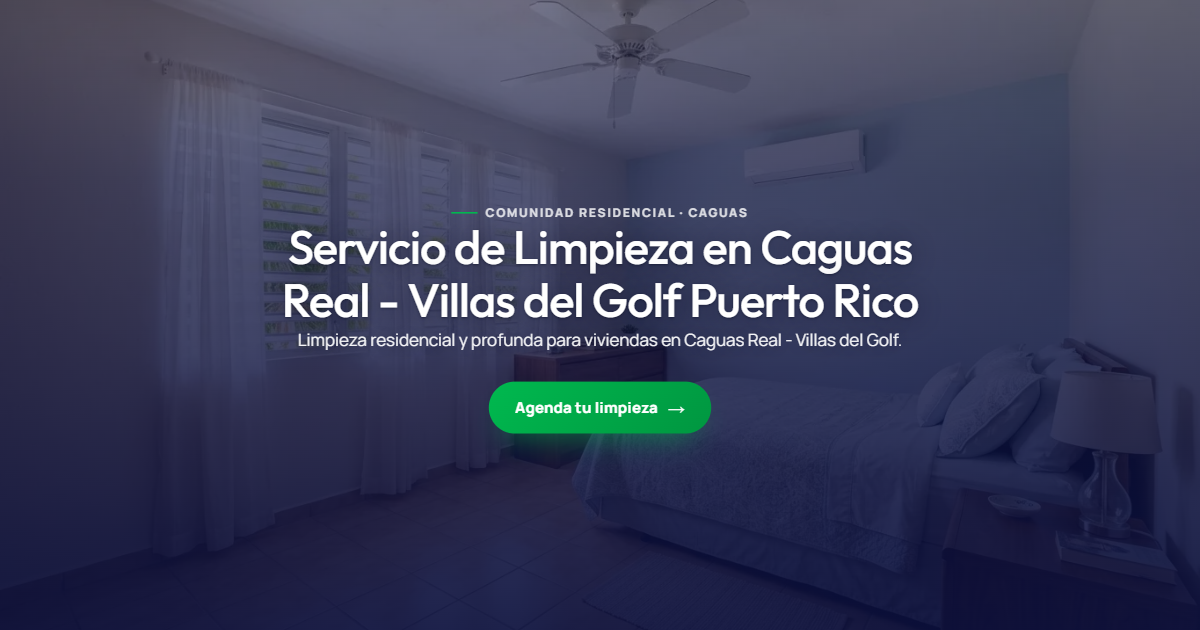 COMUNIDAD RESIDENCIAL · CAGUAS
Servicio de Limpieza en Caguas
Real - Villas del Golf Puerto Rico
Limpieza residencial y profunda para viviendas en Caguas Real - Villas del Golf.
Agenda tu limpieza →